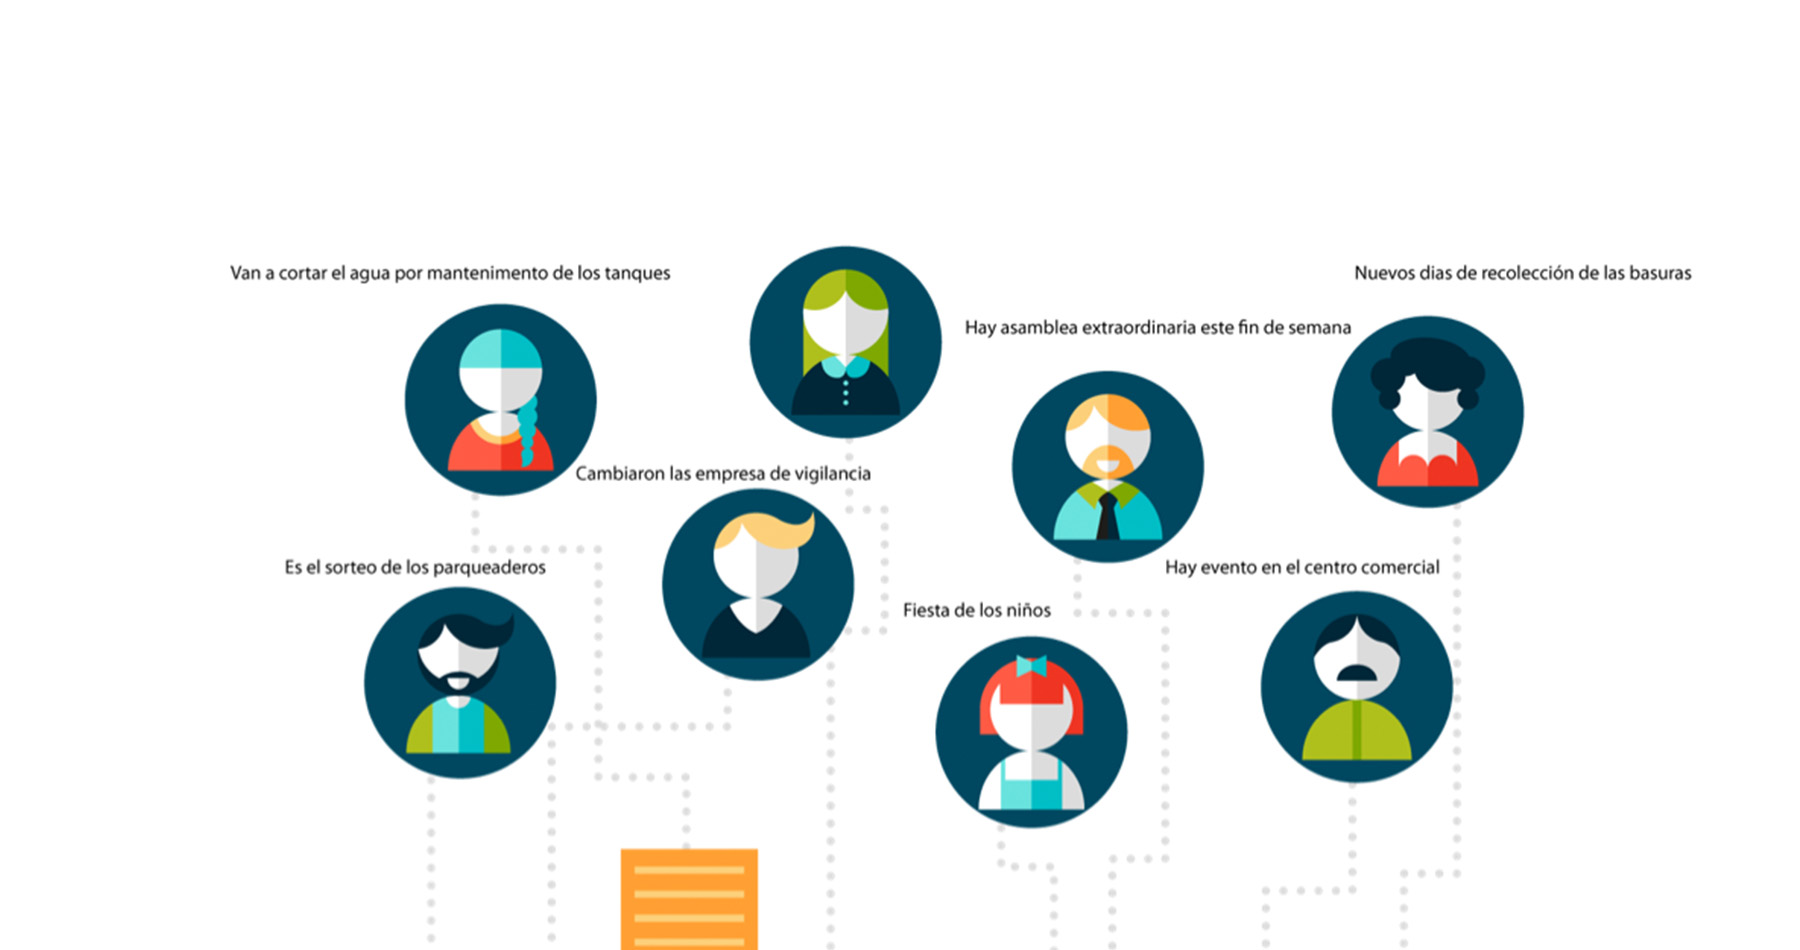 Van a cortar el agua por mantenimento de los tanques
Nuevos dias de recolección de las basuras
Hay asamblea extraordinaria este fin de semana
Cambiaron las empresa de vigilancia
Es el sorteo de los parqueaderos
Hay evento en el centro comercial
Fiesta de los niños